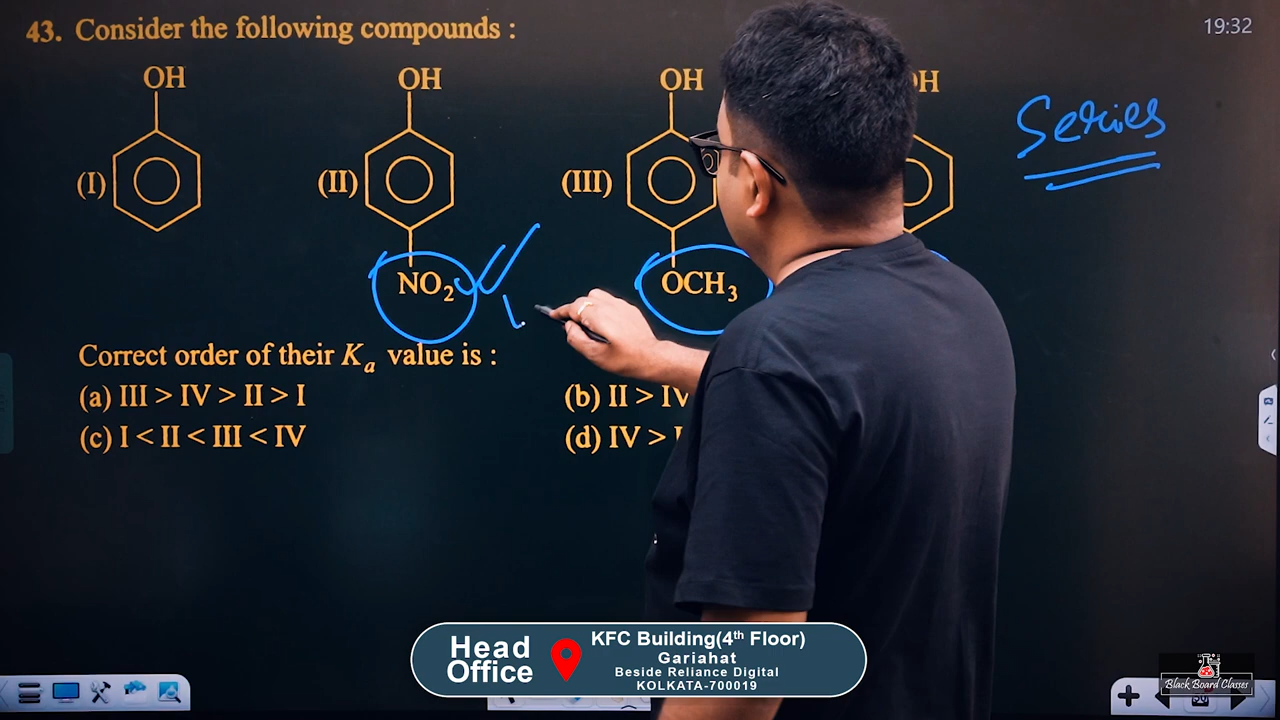 43. Consider the following compounds :
19:32
OH OH OH H
Series
(I) (II) (III)
NO₂ OCH₃
Correct order of their Kₐ value is :
(a) III > IV > II > I (b) II > IV
(c) I < II < III < IV (d) IV >
Head Office
KFC Building(4th Floor)
Gariahat
Beside Reliance Digital
KOLKATA-700019
Black Board Classes